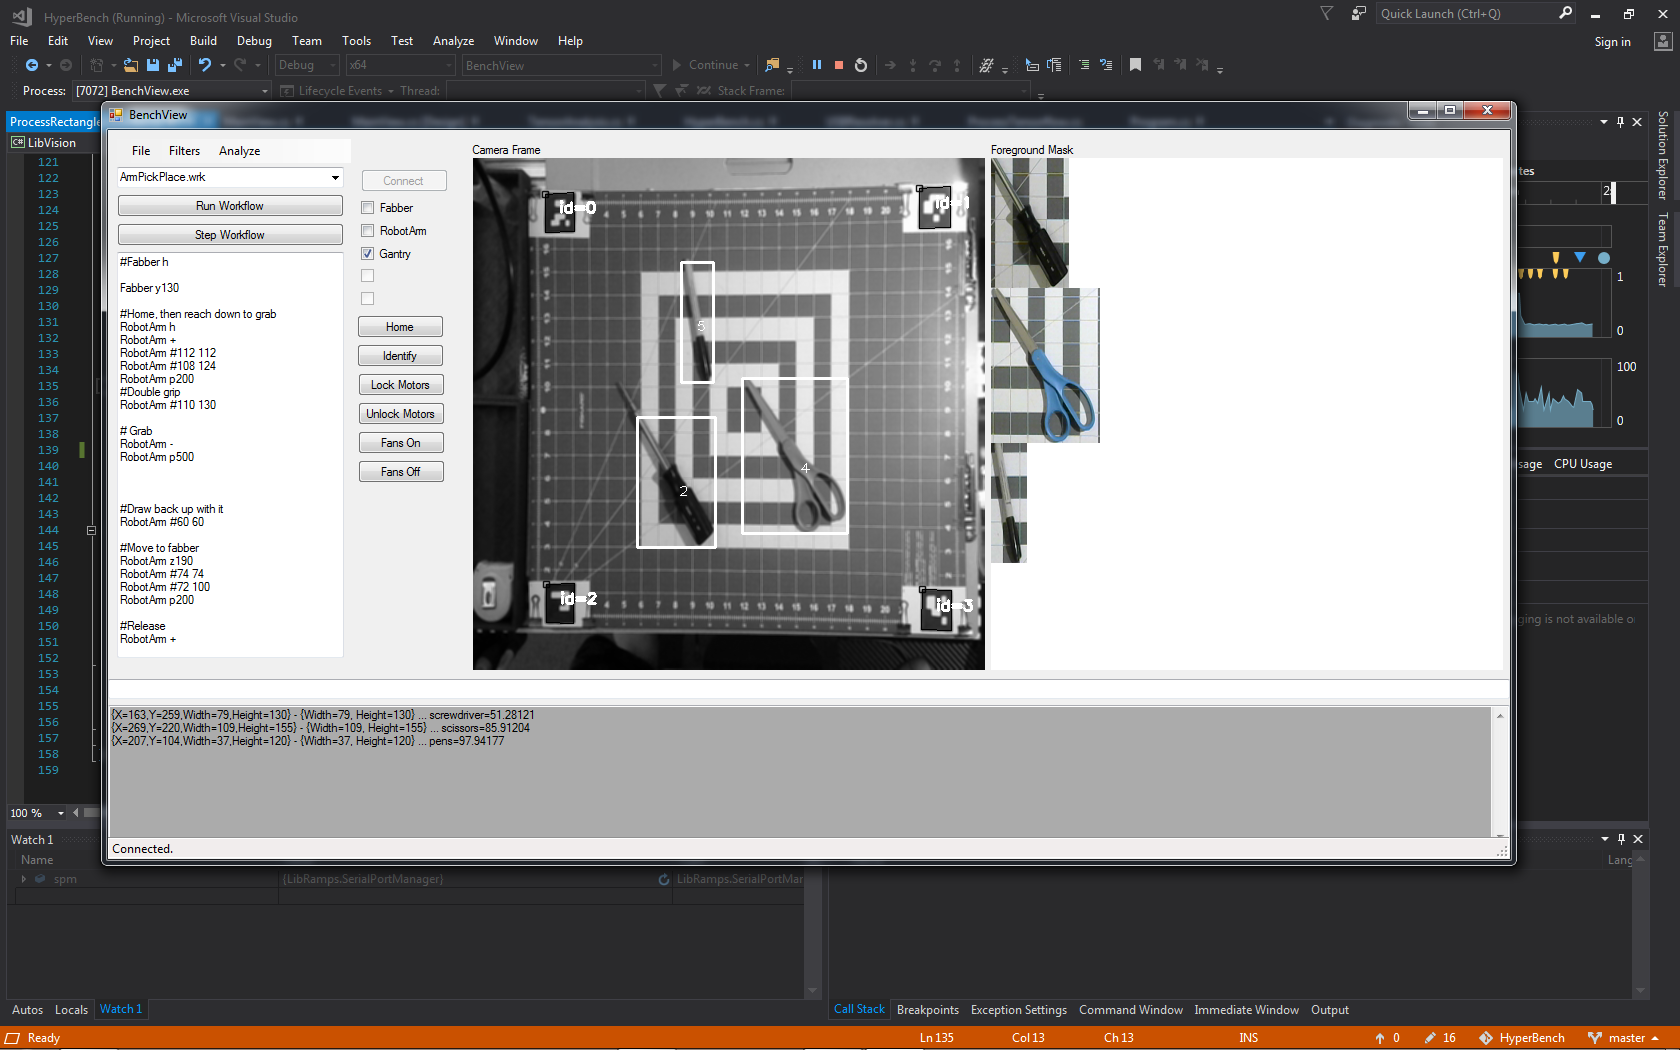 HyperBench (Running) - Microsoft Visual Studio
Quick Launch (Ctrl+Q)
File Edit View Project Build Debug Team Tools Test Analyze Window Help
Sign in
Debug x64 BenchView Continue
Process: [7072] BenchView.exe Lifecycle Events Thread: Stack Frame:
ProcessRectangle
LibVision
BenchView
File Filters Analyze
ArmPickPlace.wrk
Run Workflow
Step Workflow
#Fabber h
Fabber y130
#Home, then reach down to grab
RobotArm h
RobotArm +
RobotArm #112 112
RobotArm #108 124
RobotArm p200
#Double grip
RobotArm #110 130
# Grab
RobotArm -
RobotArm p500
#Draw back up with it
RobotArm #60 60
#Move to fabber
RobotArm z190
RobotArm #74 74
RobotArm #72 100
RobotArm p200
#Release
RobotArm +
Connect
Fabber
RobotArm
Gantry
Home
Identify
Lock Motors
Unlock Motors
Fans On
Fans Off
Camera Frame
id=0
id=1
5
4
2
id=2
id=3
Foreground Mask
{X=163,Y=259,Width=79,Height=130} - {Width=79, Height=130} ... screwdriver=51.28121
{X=269,Y=220,Width=109,Height=155} - {Width=109, Height=155} ... scissors=85.91204
{X=207,Y=104,Width=37,Height=120} - {Width=37, Height=120} ... pens=97.94177
Connected.
121
122
123
124
125
126
127
128
129
130
131
132
133
134
135
136
137
138
139
140
141
142
143
144
145
146
147
148
149
150
151
152
153
154
155
156
157
158
159
100 %
Solution Explorer
Team Explorer
tes
1
0
100
0
sage CPU Usage
ging is not available
Watch 1
Name
Lang
spm {LibRamps.SerialPortManager} LibRamps.SerialPortMar
Autos Locals Watch 1
Call Stack Breakpoints Exception Settings Command Window Immediate Window Output
Ready Ln 135 Col 13 Ch 13 INS 0 16 HyperBench master